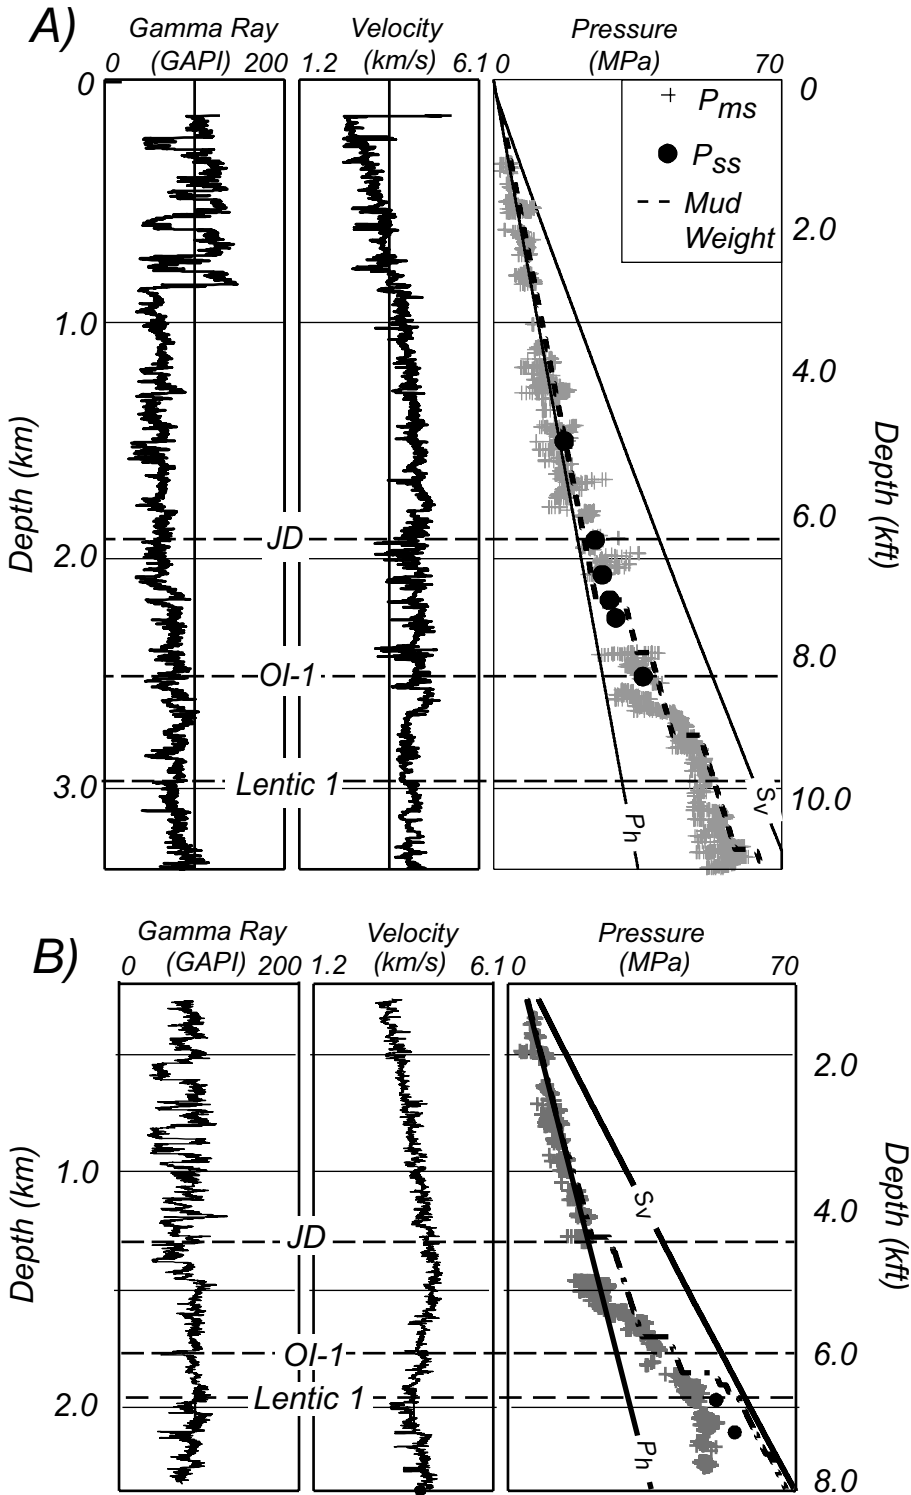 A)
Gamma Ray Velocity Pressure
0 (GAPI) 200 1.2 (km/s) 6.1 0 (MPa) 70
0 0
Pms
Pss
Mud
Weight
2.0
1.0
4.0
Depth (km)
Depth (kft)
6.0
JD
2.0
8.0
OI-1
Lentic 1
3.0
10.0
Ph
Sv
B)
Gamma Ray Velocity Pressure
0 (GAPI) 200 1.2 (km/s) 6.1 0 (MPa) 70
2.0
1.0
Sv
4.0
Depth (km)
Depth (kft)
JD
OI-1
6.0
Lentic 1
2.0
Ph
8.0